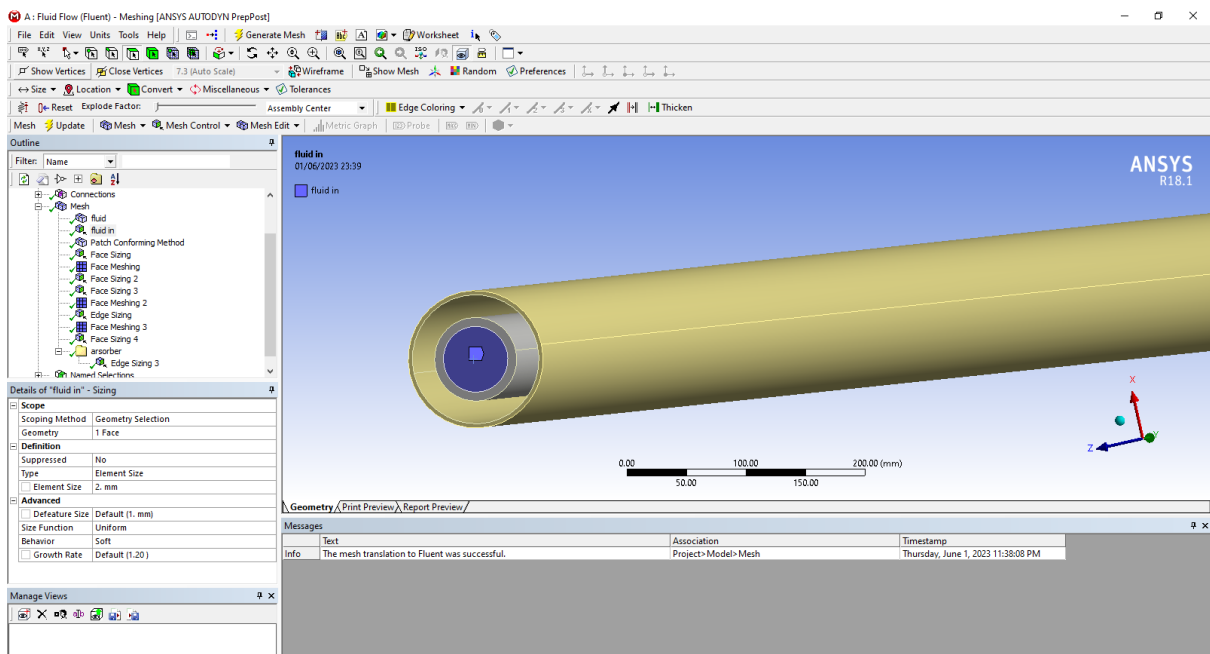 A : Fluid Flow (Fluent) - Meshing [ANSYS AUTODYN PrepPost]
File Edit View Units Tools Help Generate Mesh Worksheet
Show Vertices Close Vertices 7.3 (Auto Scale) Wireframe Show Mesh Random Preferences
Size Location Convert Miscellaneous Tolerances
Reset Explode Factor: Assembly Center Edge Coloring Thicken
Mesh Update Mesh Mesh Control Mesh Edit Metric Graph Probe
Outline
Filter: Name
Connections
Mesh
fluid
fluid in
Patch Conforming Method
Face Sizing
Face Meshing
Face Sizing 2
Face Sizing 3
Face Meshing 2
Edge Sizing
Face Meshing 3
Face Sizing 4
arsorber
Edge Sizing 3
Named Selections
Details of "fluid in" - Sizing
Scope
Scoping Method Geometry Selection
Geometry 1 Face
Definition
Suppressed No
Type Element Size
Element Size 2. mm
Advanced
Defeature Size Default (1. mm)
Size Function Uniform
Behavior Soft
Growth Rate Default (1.20 )
Manage Views
fluid in
01/06/2023 23:39
fluid in
ANSYS
R18.1
X
Y
Z
0.00 100.00 200.00 (mm)
50.00 150.00
Geometry Print Preview Report Preview
Messages
Text Association Timestamp
Info The mesh translation to Fluent was successful. Project>Model>Mesh Thursday, June 1, 2023 11:38:08 PM